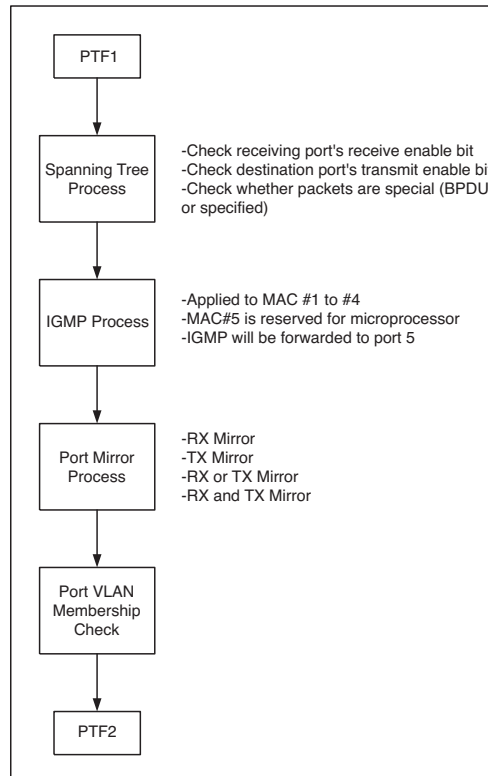 PTF1
Spanning Tree
Process
-Check receiving port's receive enable bit
-Check destination port's transmit enable bi
-Check whether packets are special (BPDU
or specified)
IGMP Process
-Applied to MAC #1 to #4
-MAC#5 is reserved for microprocessor
-IGMP will be forwarded to port 5
Port Mirror
Process
-RX Mirror
-TX Mirror
-RX or TX Mirror
-RX and TX Mirror
Port VLAN
Membership
Check
PTF2